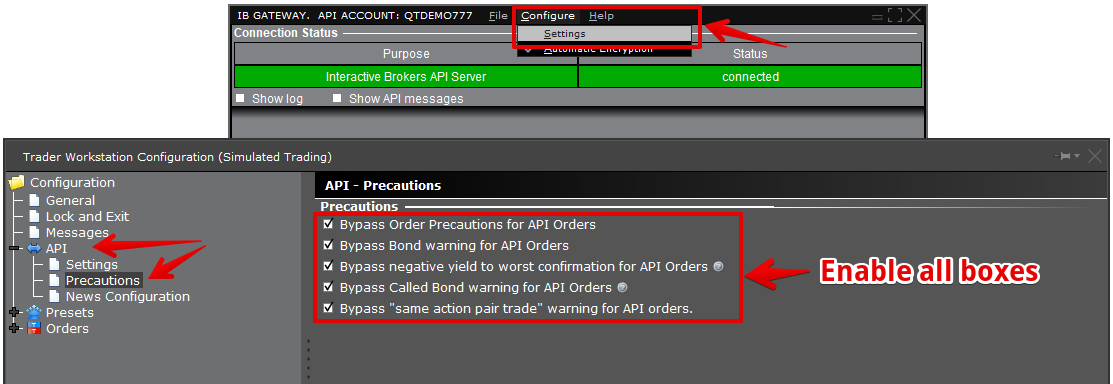 IB GATEWAY. API ACCOUNT: QTDEMO777 File Configure Help
Settings
Connection Status
Automatic Encryption
Purpose Status
Interactive Brokers API Server connected
Show log Show API messages
Trader Workstation Configuration (Simulated Trading)
Configuration
General
Lock and Exit
Messages
API
Settings
Precautions
News Configuration
Presets
Orders
API - Precautions
Precautions
Bypass Order Precautions for API Orders
Bypass Bond warning for API Orders
Bypass negative yield to worst confirmation for API Orders
Bypass Called Bond warning for API Orders
Bypass "same action pair trade" warning for API orders.
Enable all boxes